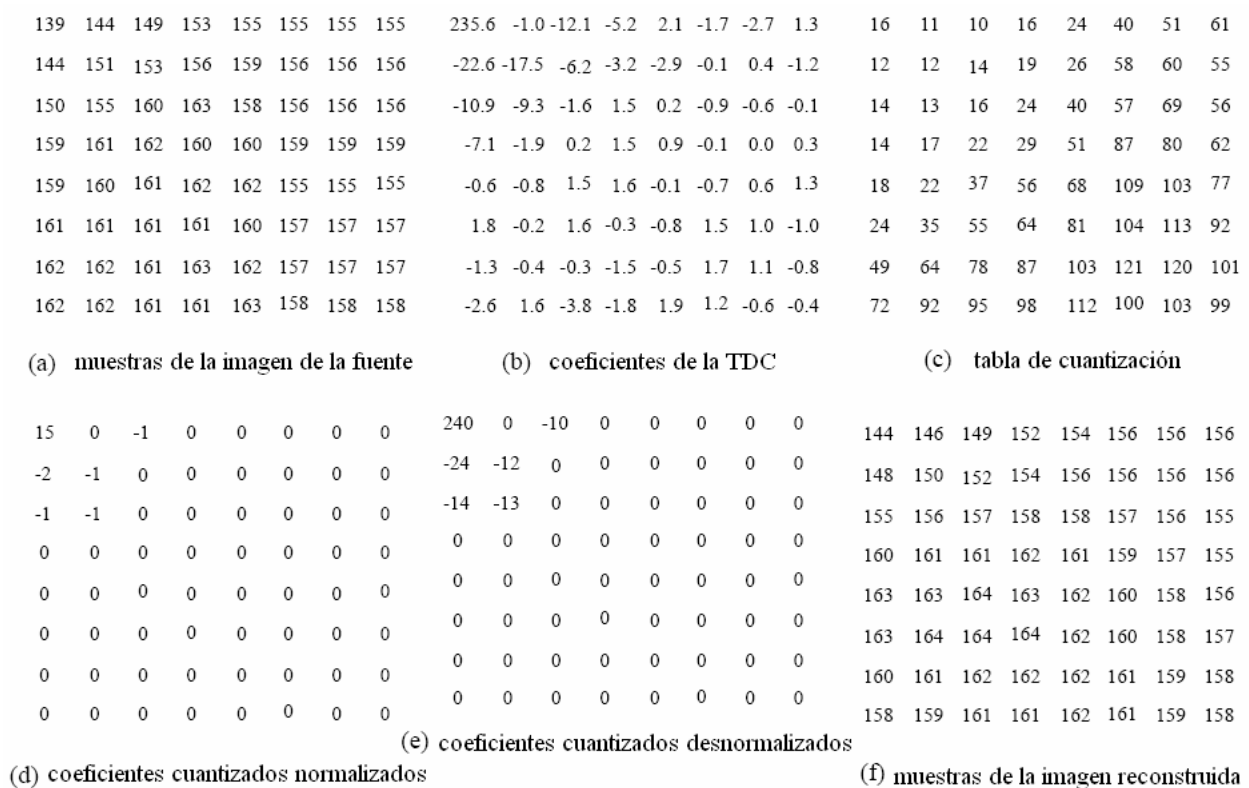 139 144 149 153 155 155 155 155
144 151 153 156 159 156 156 156
150 155 160 163 158 156 156 156
159 161 162 160 160 159 159 159
159 160 161 162 162 155 155 155
161 161 161 161 160 157 157 157
162 162 161 163 162 157 157 157
162 162 161 161 163 158 158 158
(a) muestras de la imagen de la fuente
235.6 -1.0 -12.1 -5.2 2.1 -1.7 -2.7 1.3
-22.6 -17.5 -6.2 -3.2 -2.9 -0.1 0.4 -1.2
-10.9 -9.3 -1.6 1.5 0.2 -0.9 -0.6 -0.1
-7.1 -1.9 0.2 1.5 0.9 -0.1 0.0 0.3
-0.6 -0.8 1.5 1.6 -0.1 -0.7 0.6 1.3
1.8 -0.2 1.6 -0.3 -0.8 1.5 1.0 -1.0
-1.3 -0.4 -0.3 -1.5 -0.5 1.7 1.1 -0.8
-2.6 1.6 -3.8 -1.8 1.9 1.2 -0.6 -0.4
(b) coeficientes de la TDC
16 11 10 16 24 40 51 61
12 12 14 19 26 58 60 55
14 13 16 24 40 57 69 56
14 17 22 29 51 87 80 62
18 22 37 56 68 109 103 77
24 35 55 64 81 104 113 92
49 64 78 87 103 121 120 101
72 92 95 98 112 100 103 99
(c) tabla de cuantización
15 0 -1 0 0 0 0 0
-2 -1 0 0 0 0 0 0
-1 -1 0 0 0 0 0 0
0 0 0 0 0 0 0 0
0 0 0 0 0 0 0 0
0 0 0 0 0 0 0 0
0 0 0 0 0 0 0 0
0 0 0 0 0 0 0 0
(d) coeficientes cuantizados normalizados
240 0 -10 0 0 0 0 0
-24 -12 0 0 0 0 0 0
-14 -13 0 0 0 0 0 0
0 0 0 0 0 0 0 0
0 0 0 0 0 0 0 0
0 0 0 0 0 0 0 0
0 0 0 0 0 0 0 0
0 0 0 0 0 0 0 0
(e) coeficientes cuantizados desnormalizados
144 146 149 152 154 156 156 156
148 150 152 154 156 156 156 156
155 156 157 158 158 157 156 155
160 161 161 162 161 159 157 155
163 163 164 163 162 160 158 156
163 164 164 164 162 160 158 157
160 161 162 162 162 161 159 158
158 159 161 161 162 161 159 158
(f) muestras de la imagen reconstruida